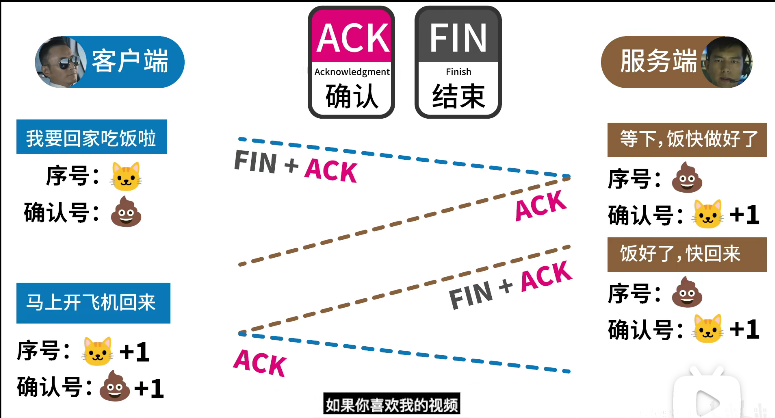 ACK
Acknowledgment
确认
FIN
Finish
结束
客户端
服务端
我要回家吃饭啦
序号：
确认号：
FIN + ACK
等下，饭快做好了
序号：
确认号： +1
ACK
饭好了，快回来
序号：
确认号： +1
FIN + ACK
马上开飞机回来
序号： +1
确认号： +1
ACK
如果你喜欢我的视频